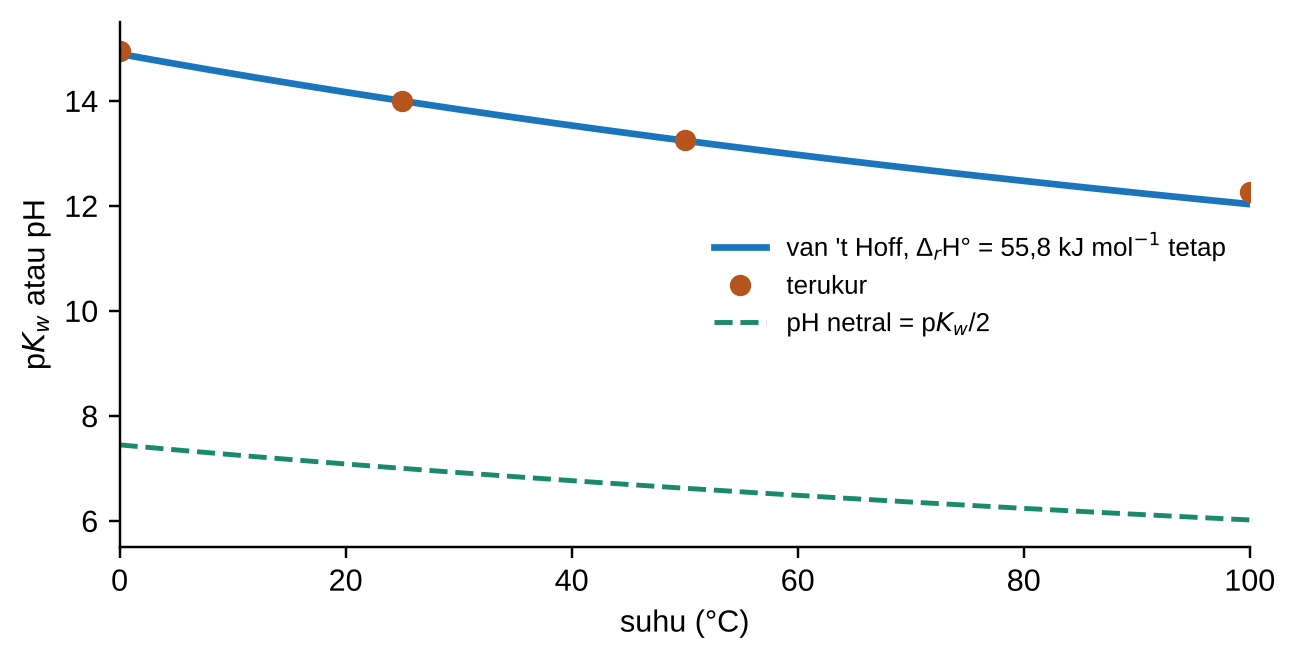 14
12
10
8
6
pK_w atau pH
van 't Hoff, Δ_rH° = 55,8 kJ mol⁻¹ tetap
terukur
pH netral = pK_w/2
0 20 40 60 80 100
suhu (°C)